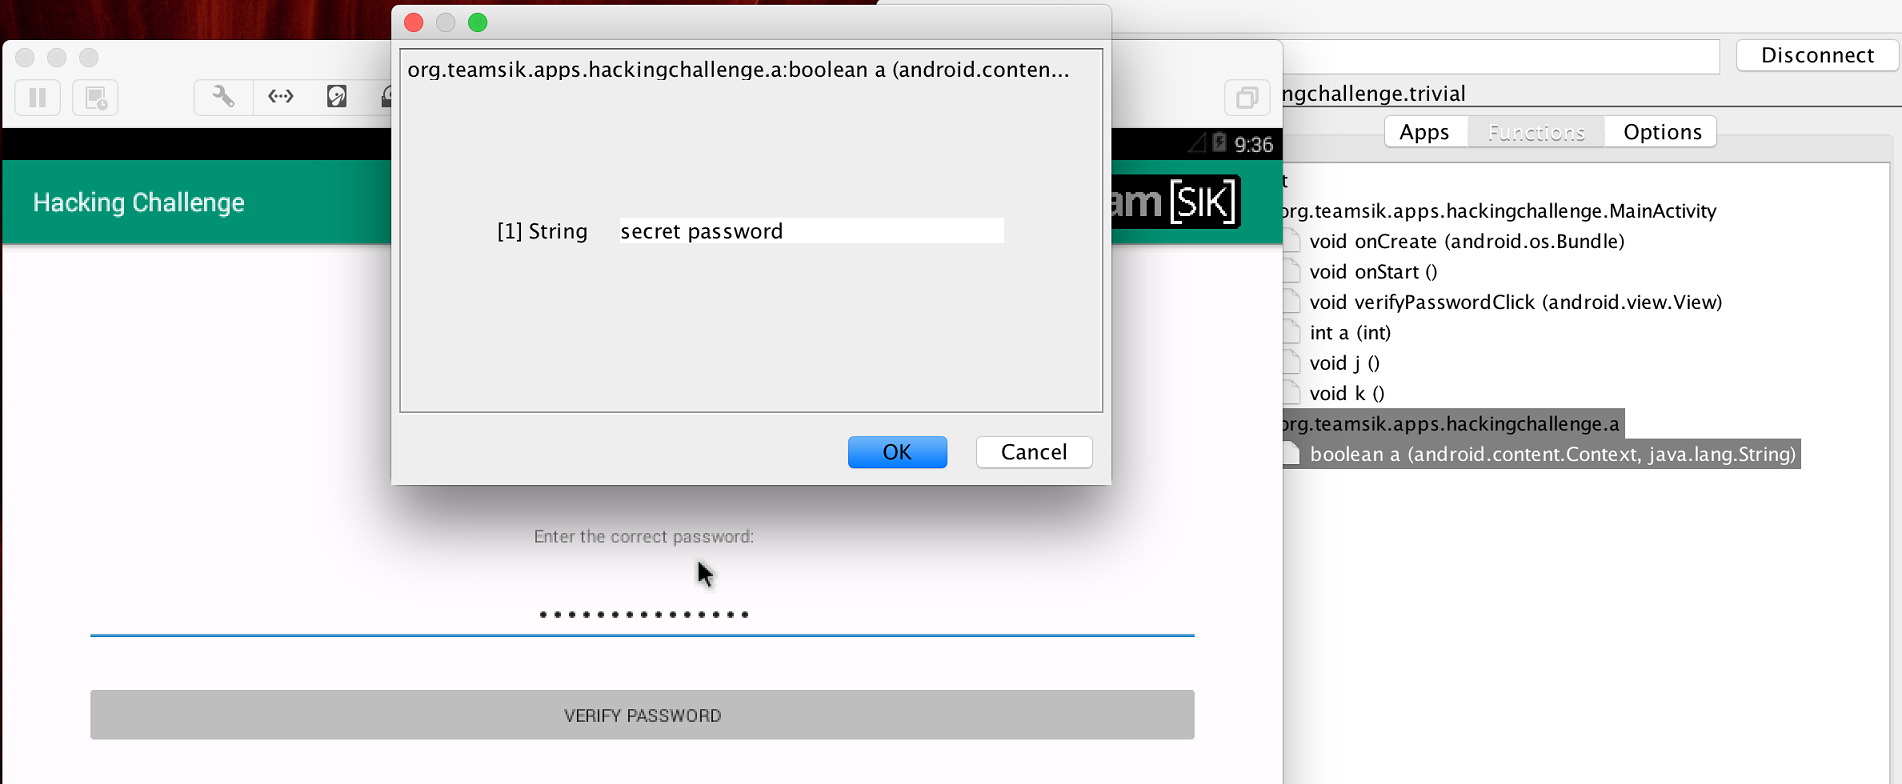 org.teamsik.apps.hackingchallenge.a:boolean a (android.conten...
[1] String secret password
OK Cancel
9:36
Hacking Challenge
am [SIK]
Enter the correct password:
VERIFY PASSWORD
Disconnect
ngchallenge.trivial
Apps Functions Options
t
org.teamsik.apps.hackingchallenge.MainActivity
void onCreate (android.os.Bundle)
void onStart ()
void verifyPasswordClick (android.view.View)
int a (int)
void j ()
void k ()
org.teamsik.apps.hackingchallenge.a
boolean a (android.content.Context, java.lang.String)